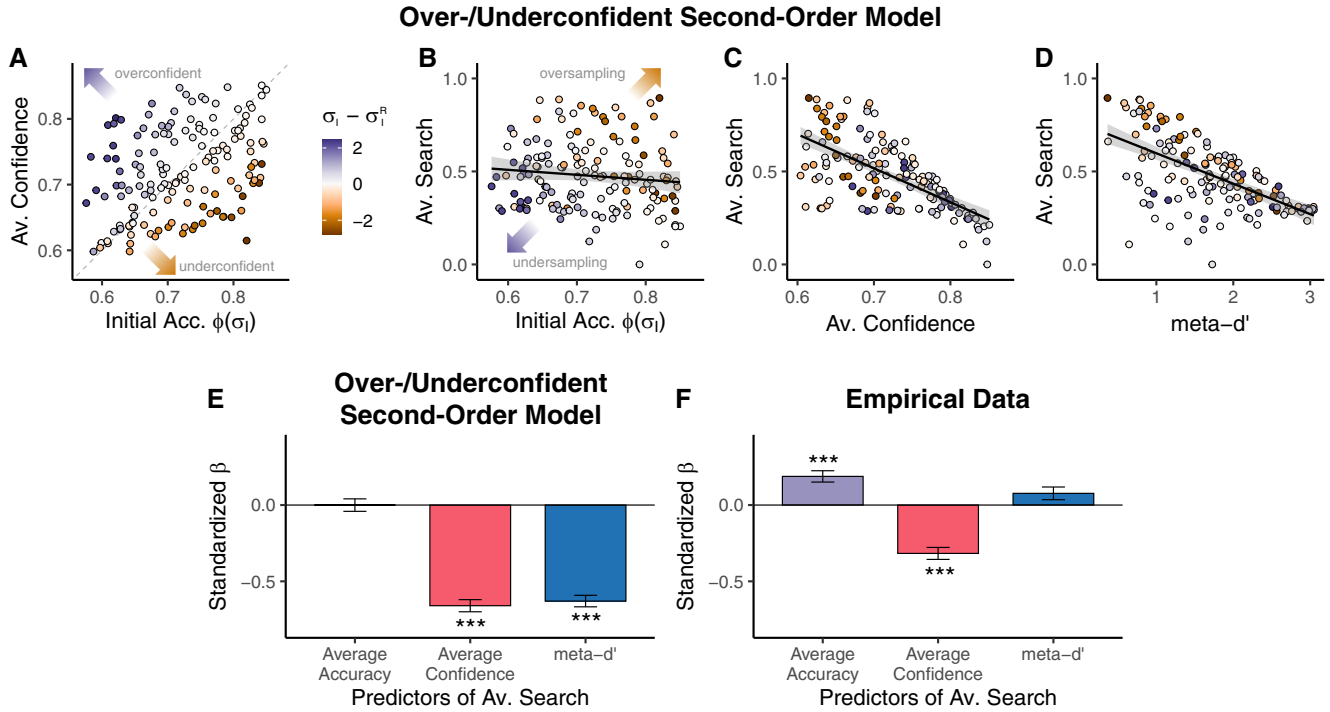 Over-/Underconfident Second-Order Model
A
overconfident
underconfident
Av. Confidence
0.8
0.7
0.6
0.6
0.7
0.8
Initial Acc. ϕ(σI)
σI − σI^R
2
0
−2
B
oversampling
undersampling
Av. Search
1.0
0.5
0.0
0.6
0.7
0.8
Initial Acc. ϕ(σI)
C
Av. Search
1.0
0.5
0.0
0.6
0.7
0.8
Av. Confidence
D
Av. Search
1.0
0.5
0.0
1
2
3
meta−d'
E
Over-/Underconfident
Second-Order Model
Standardized β
0.0
−0.5
***
***
Average
Accuracy
Average
Confidence
meta−d'
Predictors of Av. Search
F
Empirical Data
Standardized β
0.0
−0.5
***
***
Average
Accuracy
Average
Confidence
meta−d'
Predictors of Av. Search